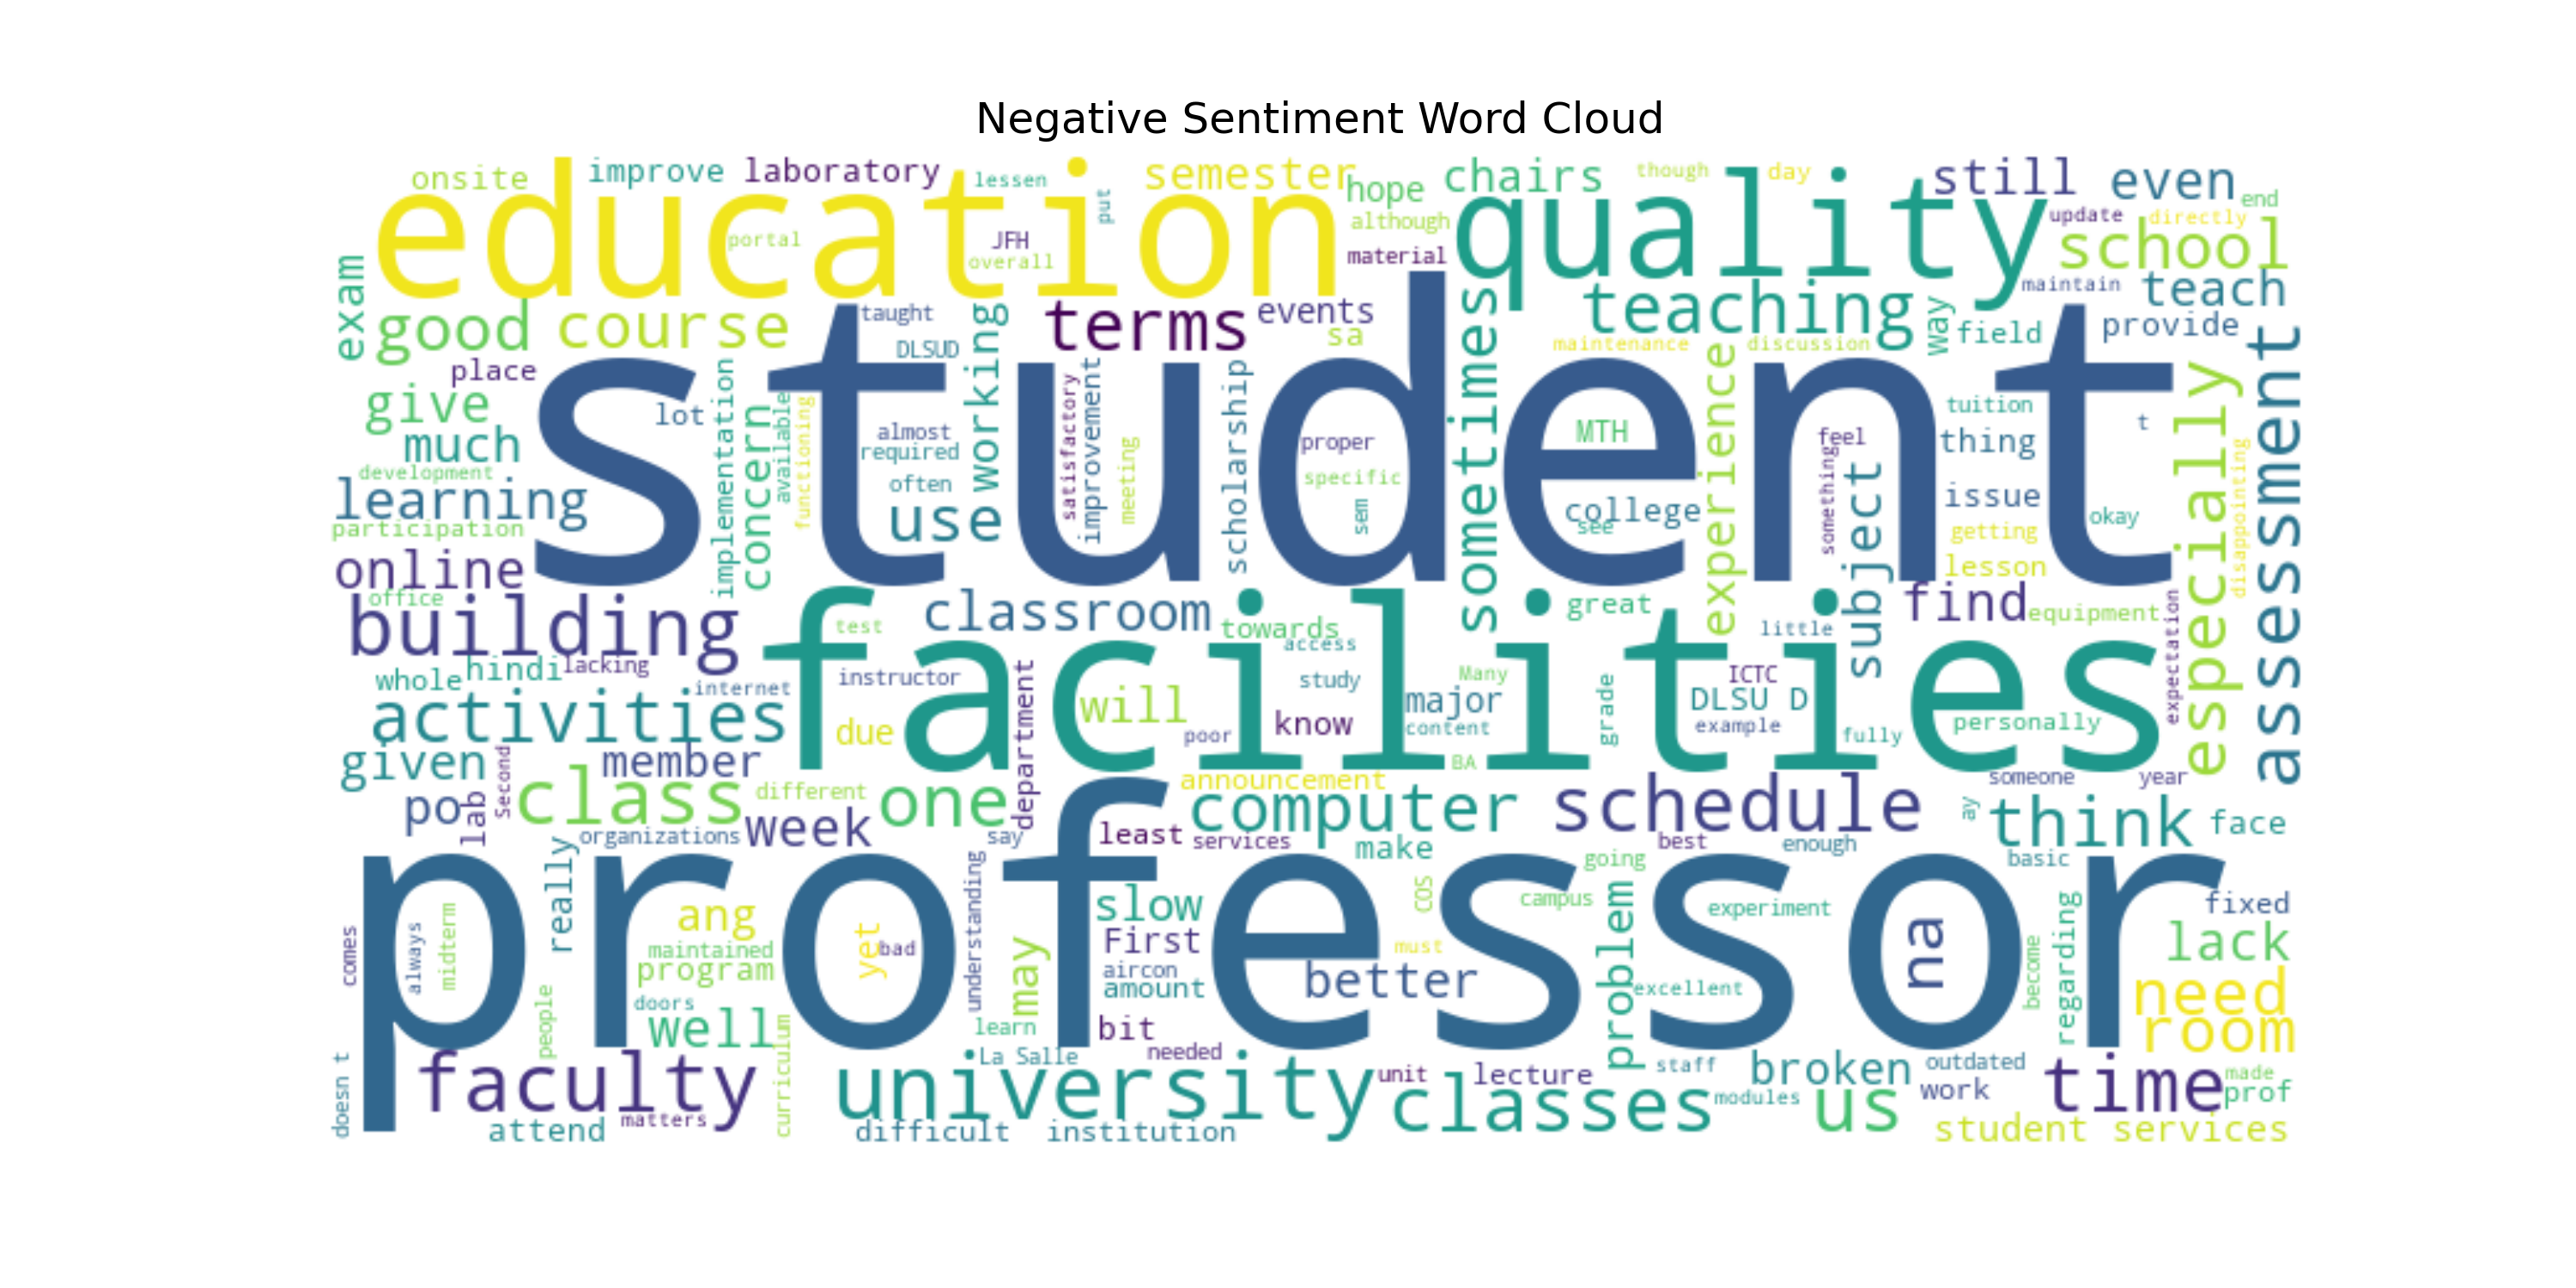 Negative Sentiment Word Cloud
onsite
improve
laboratory
lessen
put
semester
hope
chairs
though
day
still
even
end
education
portal
JFH
overall
although
material
quality
update
directly
school
exam
good
course
taught
DLSUD
working
terms
events
sa
sometimes
teaching
way
field
maintain
teach
provide
maintenance
discussion
place
give
much
development
learning
participation
online
office
student
lot
implementation
concern
available
functioning
almost
required
often
use
satisfactory
improvement
meeting
scholarship
proper
specific
sem
MTH
college
see
experience
something
feel
subject
tuition
thing
t
issue
getting
okay
lesson
especially
disappointing
assessment
building
test
classroom
towards
access
great
little
find
equipment
expectation
whole
hindi
lacking
internet
activities
facilities
instructor
due
department
will
poor
study
know
Many
major
content
BA
grade
ICTC
DLSU D
example
fully
personally
given
Second
member
po
lab
class
different
one
announcement
computer
schedule
someone
year
ay
think
face
organizations
week
say
least
services
make
best
enough
going
basic
professor
comes
always
midterm
really
ang
maintained
program
yet
bad
understanding
may
slow
First
aircon
amount
better
COS
must
campus
problem
experiment
excellent
na
become
regarding
fixed
lack
need
room
people
doors
well
curriculum
learn
bit
La Salle
needed
doesn t
faculty
matters
attend
university
difficult
institution
unit
lecture
classes
staff
modules
broken
us
outdated
work
time
made
prof
student services